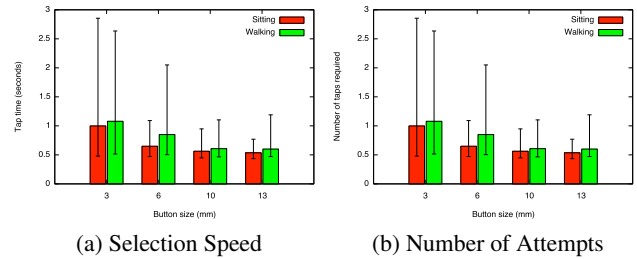 3
2.5
2
1.5
1
0.5
0
Tap time (seconds)
Sitting
Walking
3 6 10 13
Button size (mm)
(a) Selection Speed
3
2.5
2
1.5
1
0.5
0
Number of taps required
Sitting
Walking
3 6 10 13
Button size (mm)
(b) Number of Attempts